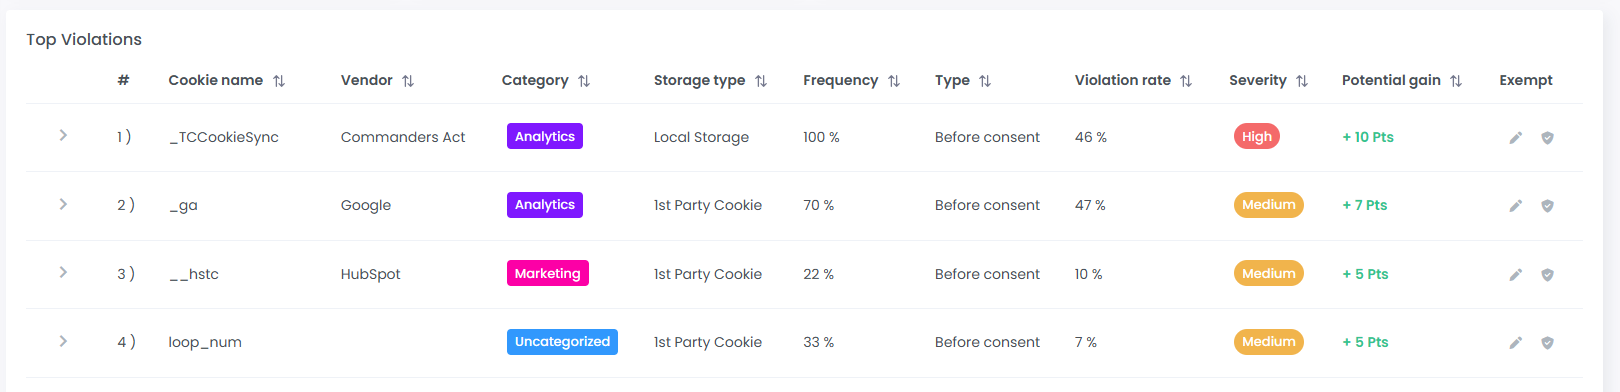 Top Violations
# Cookie name Vendor Category Storage type Frequency Type Violation rate Severity Potential gain Exempt
1 ) _TCCookieSync Commanders Act Analytics Local Storage 100 % Before consent 46 % High + 10 Pts
2 ) _ga Google Analytics 1st Party Cookie 70 % Before consent 47 % Medium + 7 Pts
3 ) __hstc HubSpot Marketing 1st Party Cookie 22 % Before consent 10 % Medium + 5 Pts
4 ) loop_num Uncategorized 1st Party Cookie 33 % Before consent 7 % Medium + 5 Pts